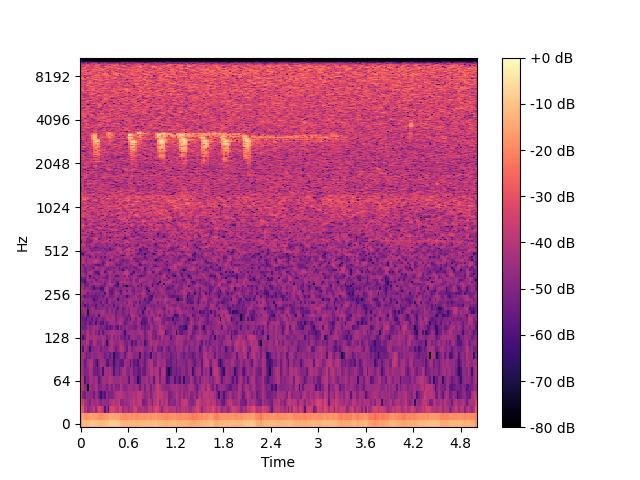 8192
4096
2048
1024
512
256
128
64
0
Hz
0 0.6 1.2 1.8 2.4 3 3.6 4.2 4.8
Time
+0 dB
-10 dB
-20 dB
-30 dB
-40 dB
-50 dB
-60 dB
-70 dB
-80 dB